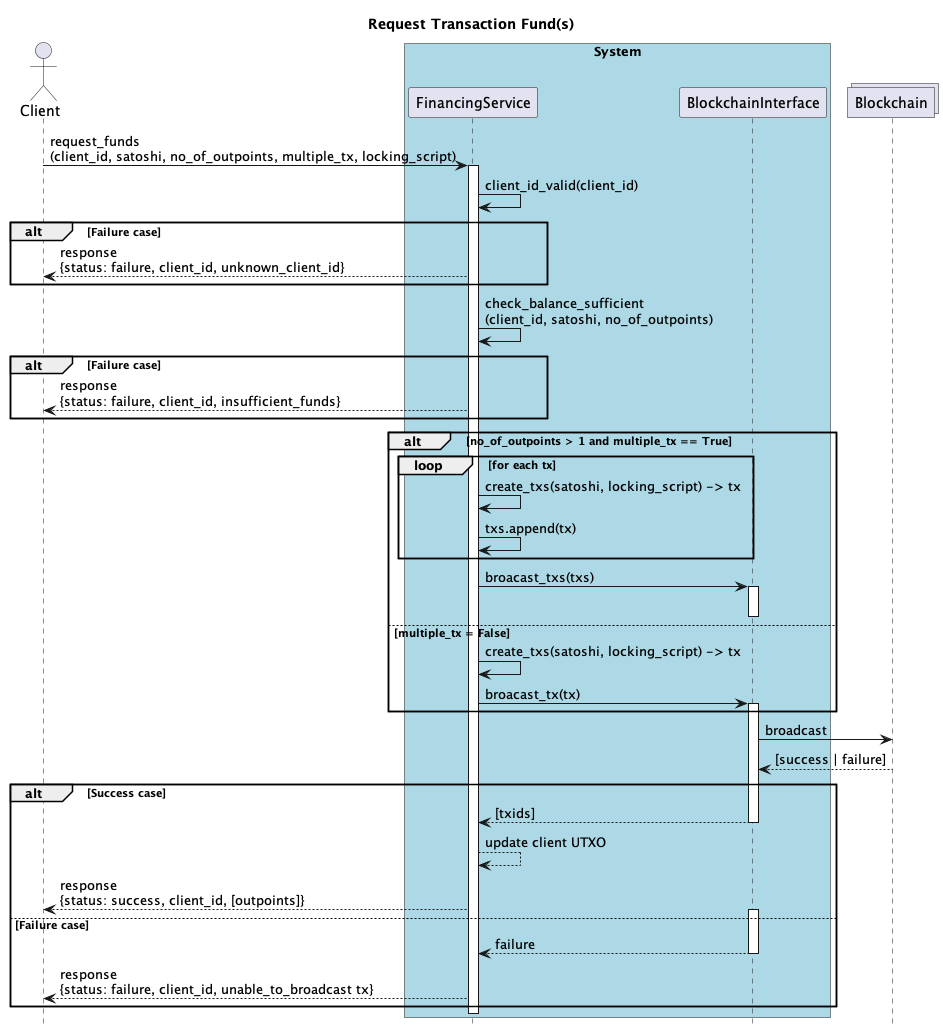 Request Transaction Fund(s)
System
Client
FinancingService
BlockchainInterface
Blockchain
request_funds
(client_id, satoshi, no_of_outpoints, multiple_tx, locking_script)
client_id_valid(client_id)
alt [Failure case]
response
{status: failure, client_id, unknown_client_id}
check_balance_sufficient
(client_id, satoshi, no_of_outpoints)
alt [Failure case]
response
{status: failure, client_id, insufficient_funds}
alt [no_of_outpoints > 1 and multiple_tx == True]
loop [for each tx]
create_txs(satoshi, locking_script) -> tx
txs.append(tx)
broacast_txs(txs)
[multiple_tx = False]
create_txs(satoshi, locking_script) -> tx
broacast_tx(tx)
broadcast
[success | failure]
alt [Success case]
[txids]
update client UTXO
response
{status: success, client_id, [outpoints]}
[Failure case]
failure
response
{status: failure, client_id, unable_to_broadcast tx}